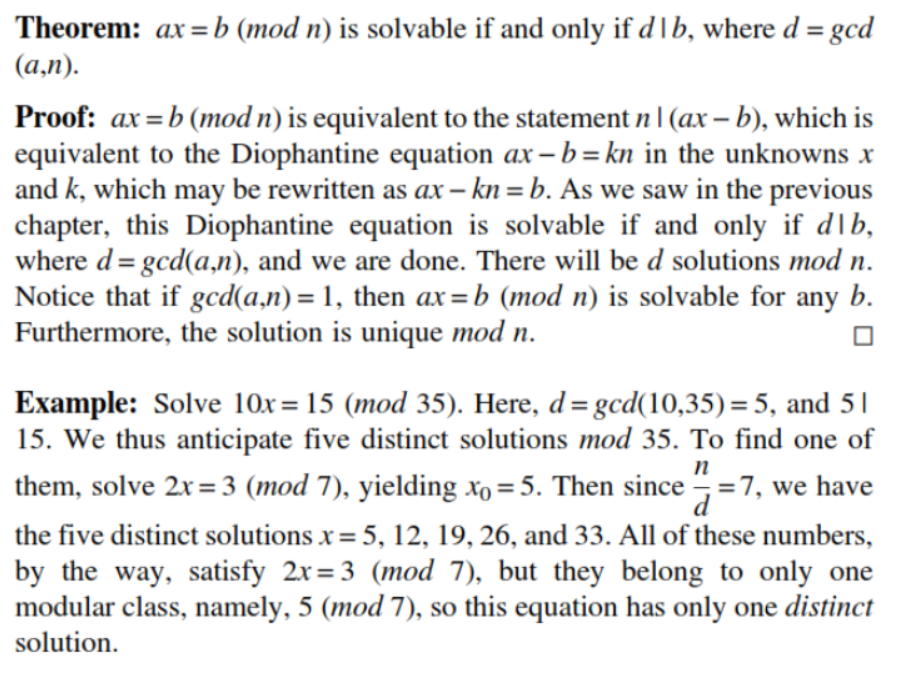 Theorem: ax = b (mod n) is solvable if and only if d | b, where d = gcd
(a,n).
Proof: ax = b (mod n) is equivalent to the statement n | (ax – b), which is
equivalent to the Diophantine equation ax – b = kn in the unknowns x
and k, which may be rewritten as ax – kn = b. As we saw in the previous
chapter, this Diophantine equation is solvable if and only if d | b,
where d = gcd(a,n), and we are done. There will be d solutions mod n.
Notice that if gcd(a,n) = 1, then ax = b (mod n) is solvable for any b.
Furthermore, the solution is unique mod n. □
Example: Solve 10x = 15 (mod 35). Here, d = gcd(10,35) = 5, and 5 |
15. We thus anticipate five distinct solutions mod 35. To find one of
them, solve 2x = 3 (mod 7), yielding x₀ = 5. Then since n/d = 7, we have
the five distinct solutions x = 5, 12, 19, 26, and 33. All of these numbers,
by the way, satisfy 2x = 3 (mod 7), but they belong to only one
modular class, namely, 5 (mod 7), so this equation has only one distinct
solution.